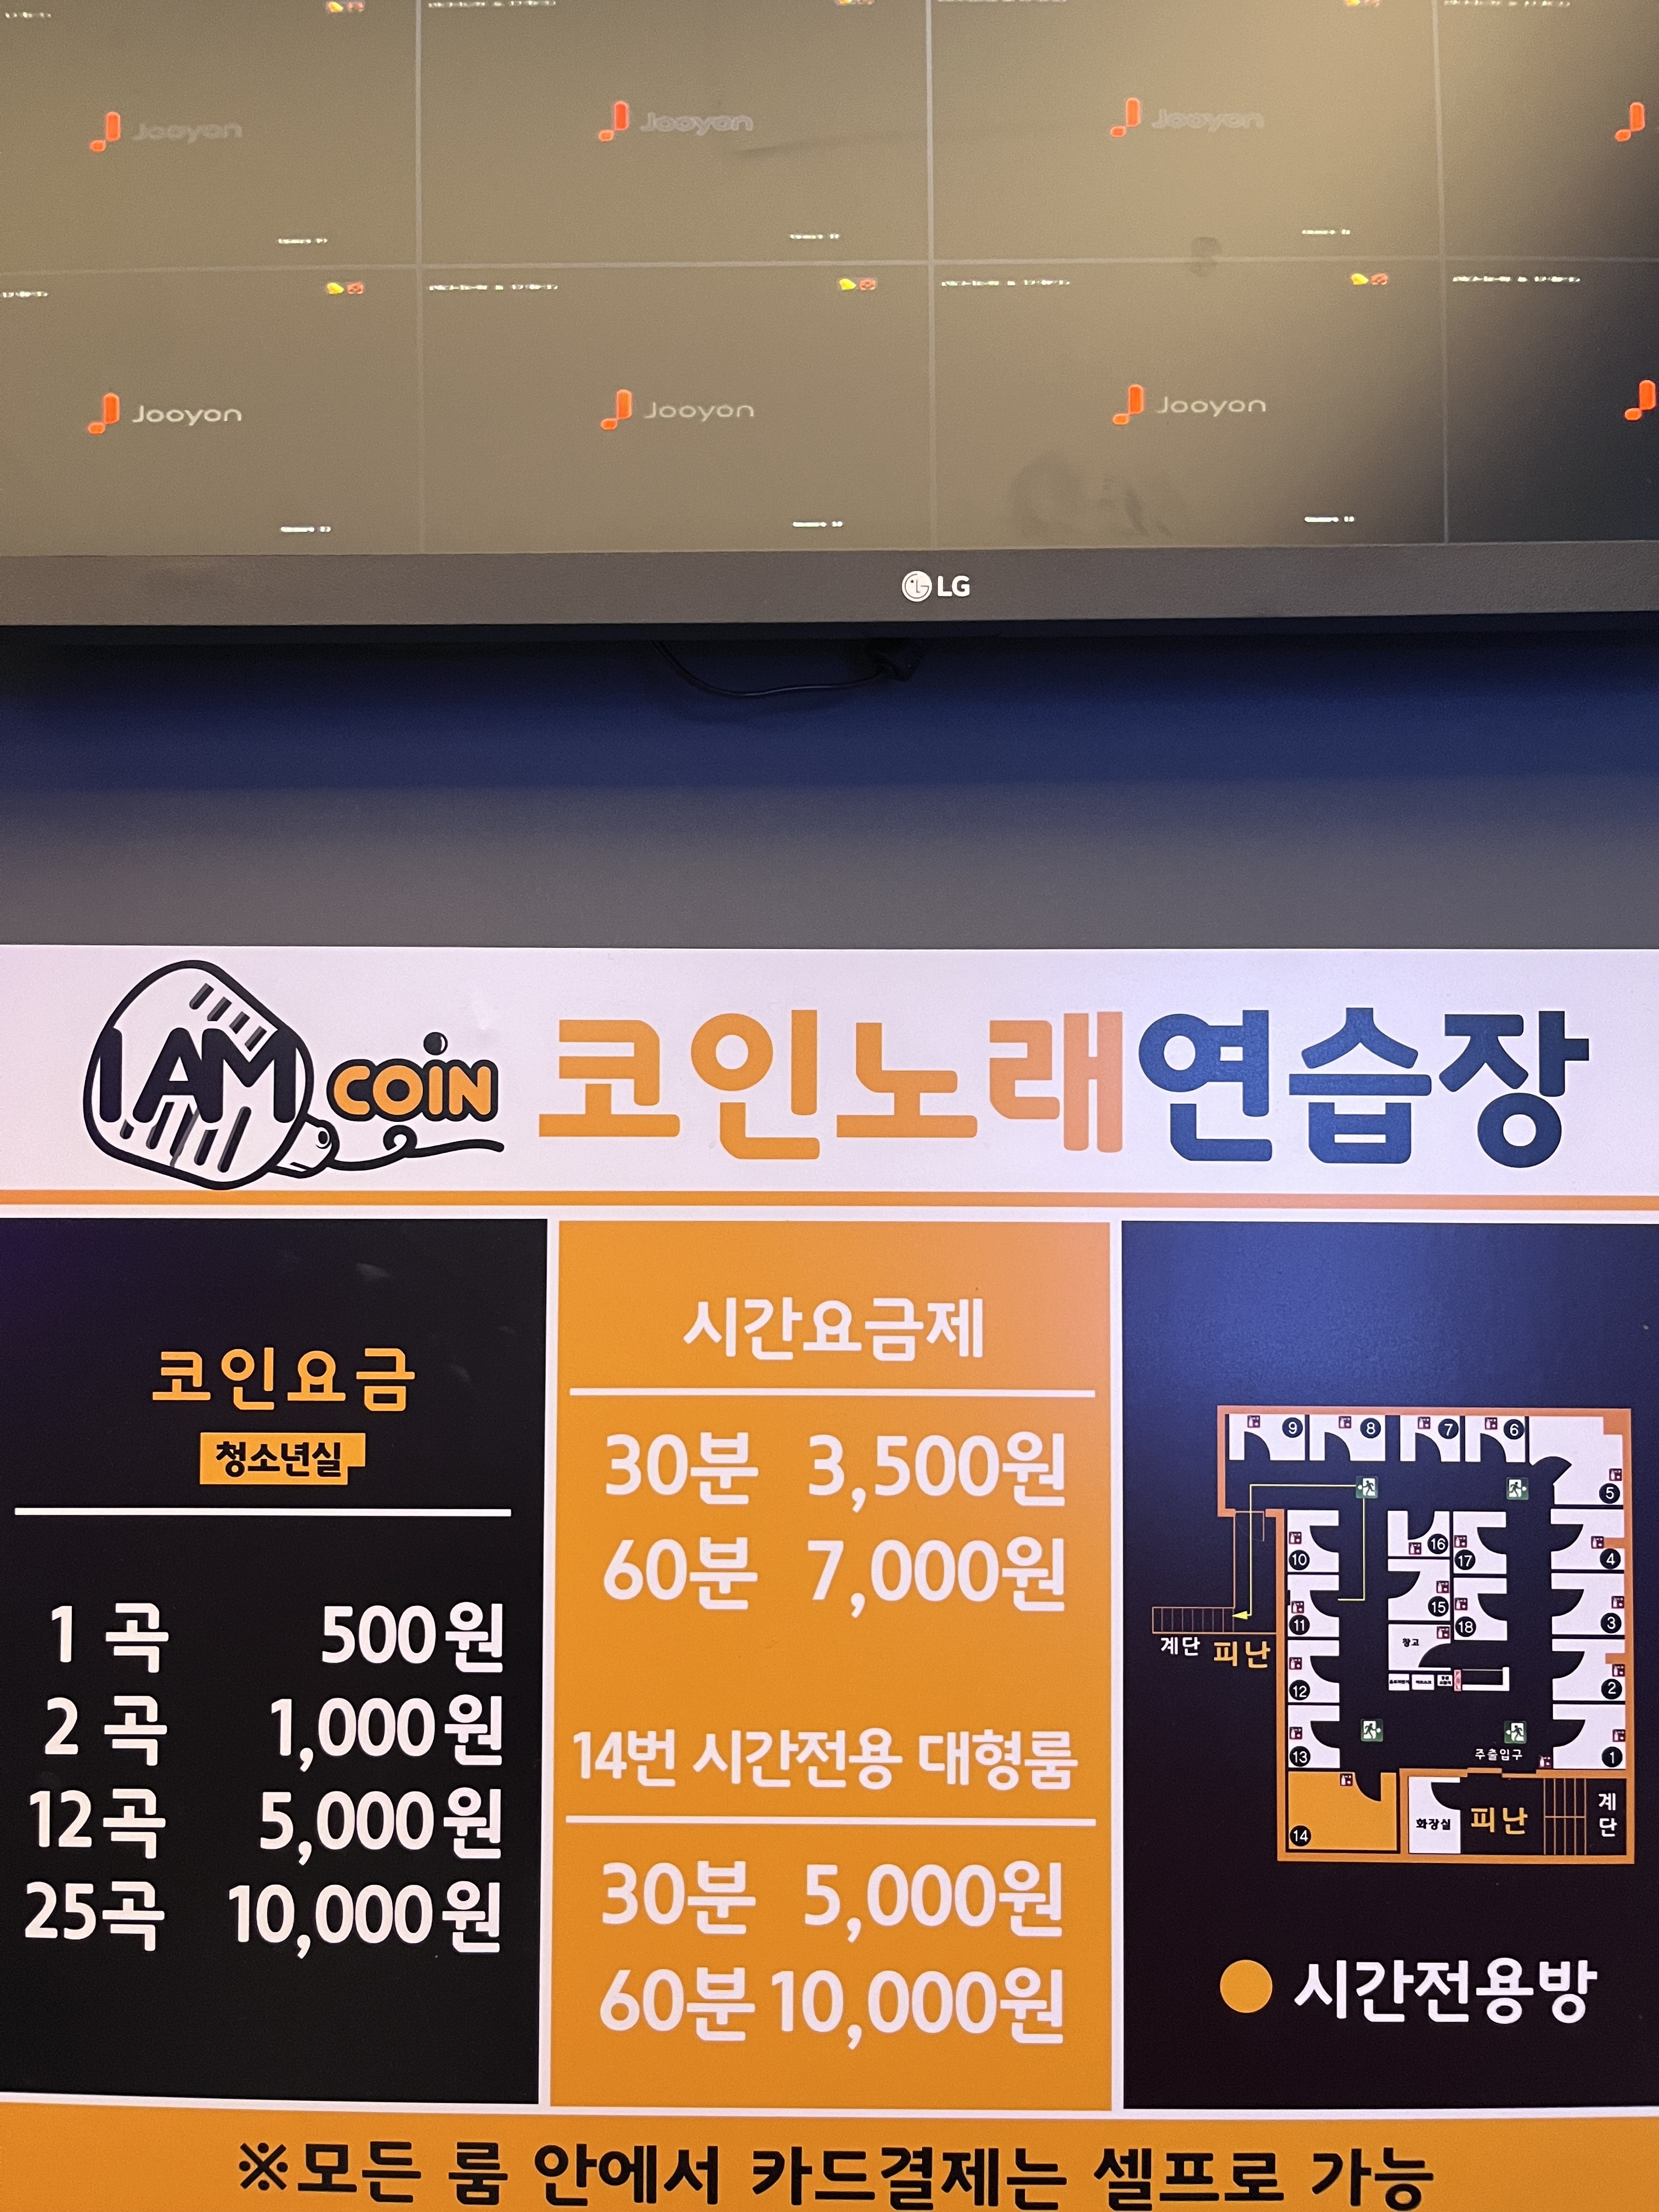 Jooyon
Jooyon
Jooyon
Jooyon
Jooyon
Jooyon
LG
I AM COIN 코인노래연습장
코인요금
청소년실
1 곡 500원
2 곡 1,000원
12곡 5,000원
25곡 10,000원
시간요금제
30분 3,500원
60분 7,000원
14번 시간전용 대형룸
30분 5,000원
60분 10,000원
9 8 7 6
5
10 16 17 4
11 15 18 3
계단 피난
창고
12 2
13 주출입구 1
14 화장실 피난 계단
시간전용방
※모든 룸 안에서 카드결제는 셀프로 가능